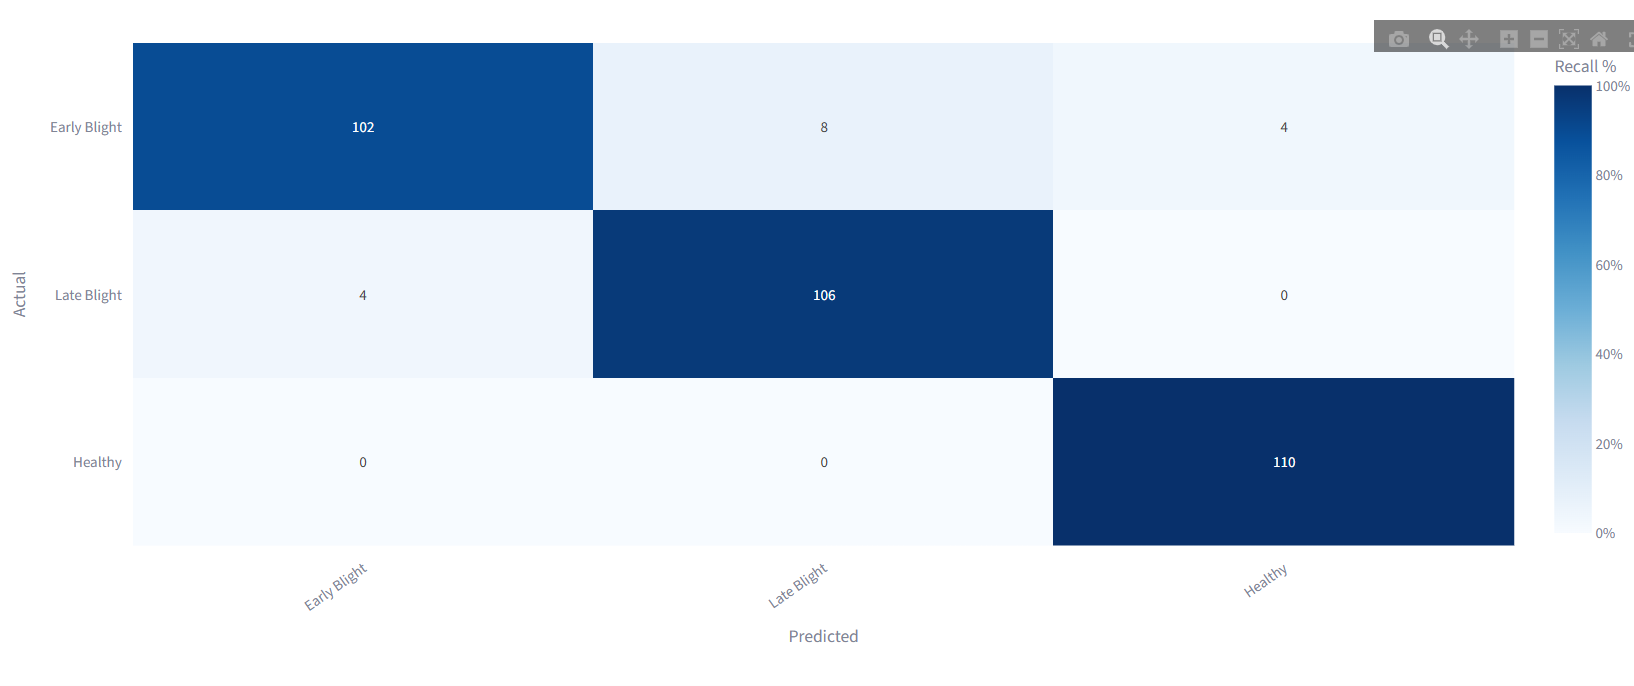 Recall %
100%
80%
60%
40%
20%
0%
Actual
Early Blight
102
8
4
Late Blight
4
106
0
Healthy
0
0
110
Early Blight
Late Blight
Healthy
Predicted